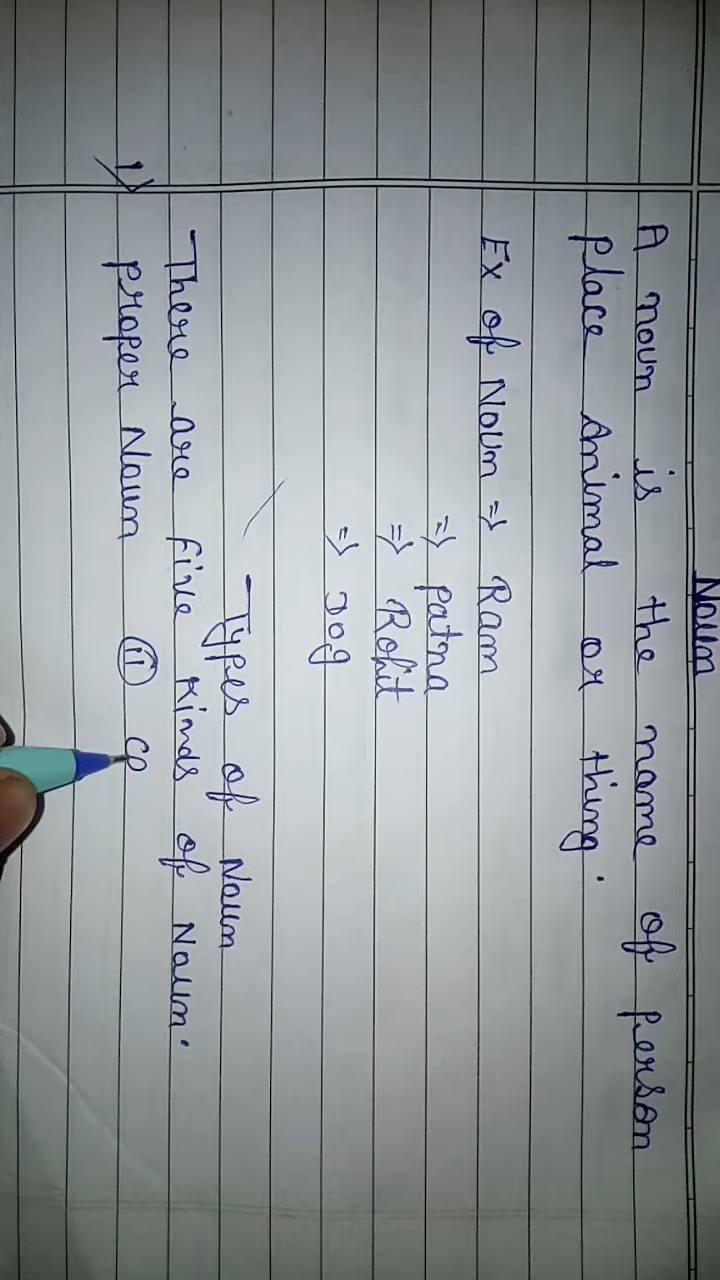 Noun
A noun is the name of person
place Animal or thing.
Ex of Noun ⇒ Ram
⇒ patna
⇒ Rohit
⇒ Dog
Types of Noun
There are five kinds of Noun.
1) proper Noun (ii) co